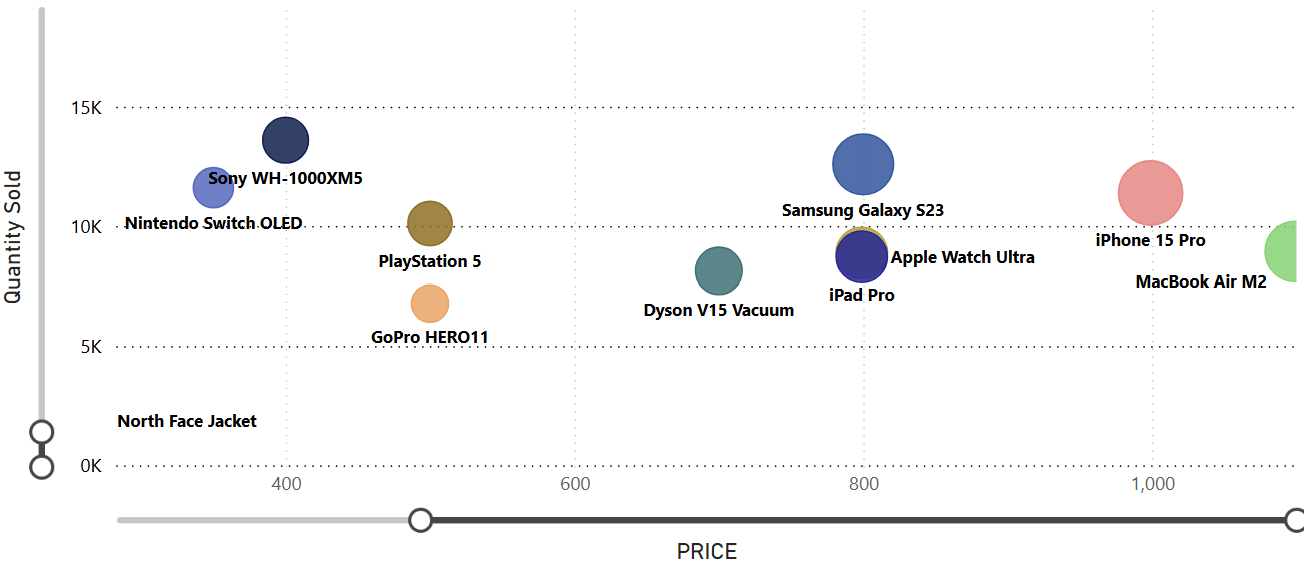 Quantity Sold
15K
Sony WH-1000XM5
Nintendo Switch OLED
Samsung Galaxy S23
10K
iPhone 15 Pro
PlayStation 5
Apple Watch Ultra
MacBook Air M2
iPad Pro
Dyson V15 Vacuum
GoPro HERO11
5K
North Face Jacket
0K
400
600
800
1,000
PRICE